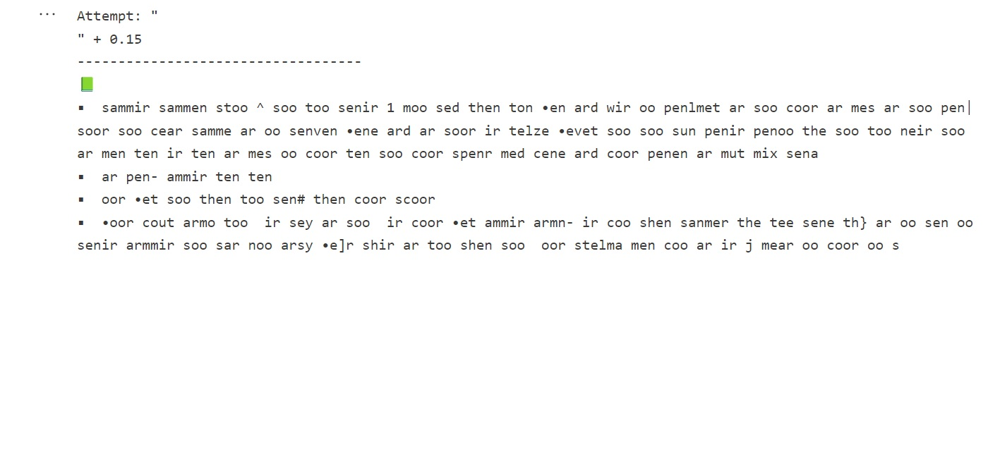 ... Attempt: "
" + 0.15
-----------------------------------
📗
▪ sammir sammen stoo ^ soo too senir 1 moo sed then ton •en ard wir oo penlmet ar soo coor ar mes ar soo pen|
soor soo cear samme ar oo senven •ene ard ar soor ir telze •evet soo soo sun penir penoo the soo too neir soo
ar men ten ir ten ar mes oo coor ten soo coor spenr med cene ard coor penen ar mut mix sena
▪ ar pen- ammir ten ten
▪ oor •et soo then too sen# then coor scoor
▪ •oor cout armo too  ir sey ar soo  ir coor •et ammir armn- ir coo shen sanmer the tee sene th} ar oo sen oo
senir armmir soo sar noo arsy •e]r shir ar too shen soo  oor stelma men coo ar ir j mear oo coor oo s